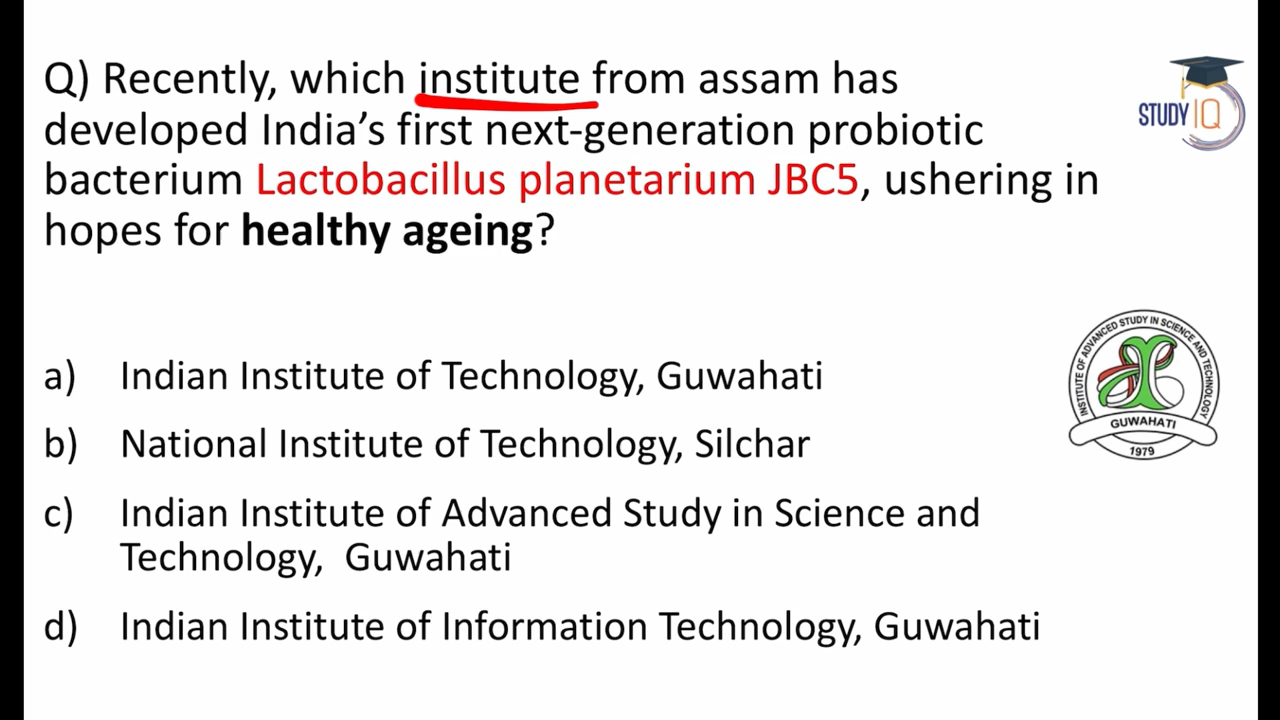 Q) Recently, which institute from assam has
developed India's first next-generation probiotic
bacterium Lactobacillus planetarium JBC5, ushering in
hopes for healthy ageing?
STUDY IQ
a) Indian Institute of Technology, Guwahati
b) National Institute of Technology, Silchar
c) Indian Institute of Advanced Study in Science and
Technology, Guwahati
d) Indian Institute of Information Technology, Guwahati
INSTITUTE OF ADVANCED STUDY IN SCIENCE AND TECHNOLOGY
GUWAHATI
1979